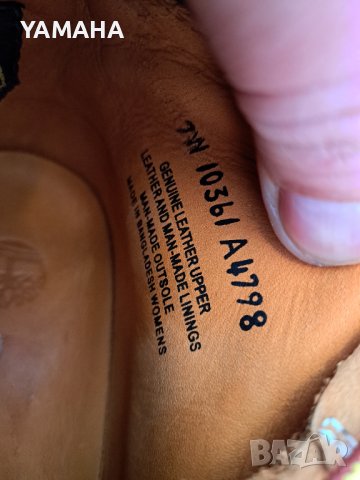 YAMAHA
7W 10361 A4798
GENUINE LEATHER UPPER
LEATHER AND MAN-MADE LININGS
MAN-MADE OUTSOLE
MADE IN BANGLADESH WOMENS
BAZAR